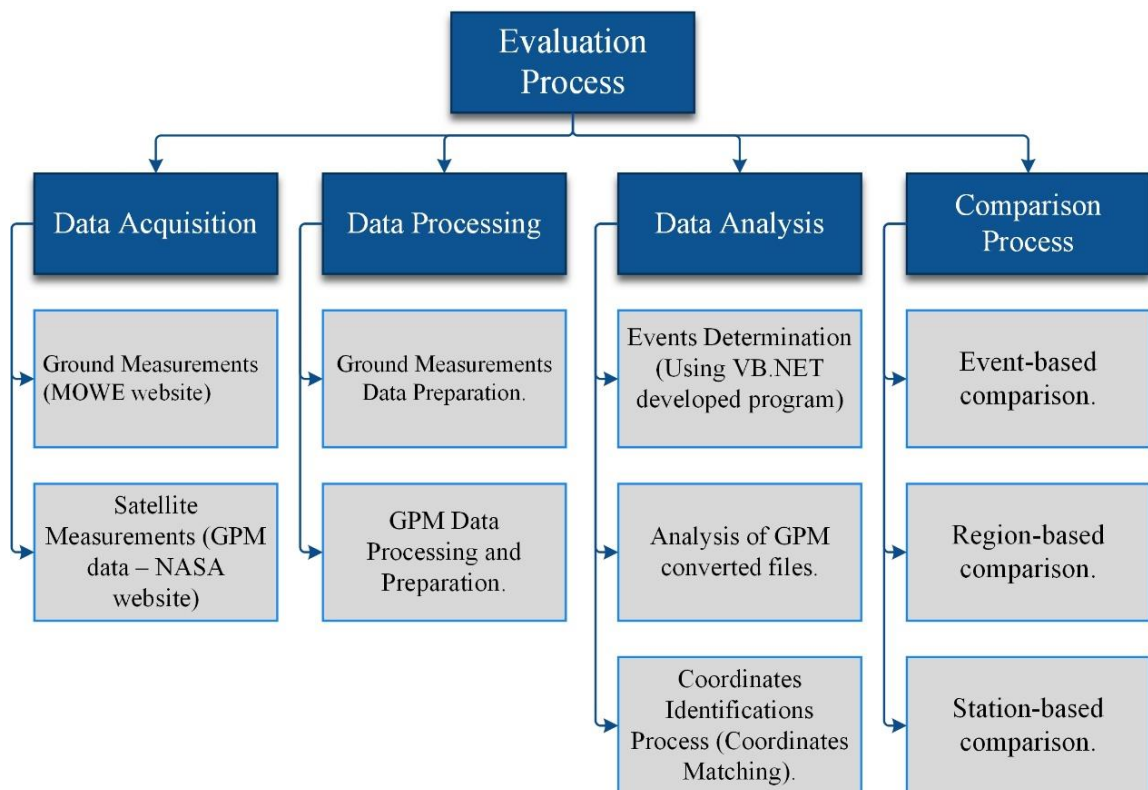 Evaluation
Process
Data Acquisition
Data Processing
Data Analysis
Comparison
Process
Ground Measurements
(MOWE website)
Satellite
Measurements (GPM
data – NASA
website)
Ground Measurements
Data Preparation.
GPM Data
Processing and
Preparation.
Events Determination
(Using VB.NET
developed program)
Analysis of GPM
converted files.
Coordinates
Identifications
Process (Coordinates
Matching).
Event-based
comparison.
Region-based
comparison.
Station-based
comparison.